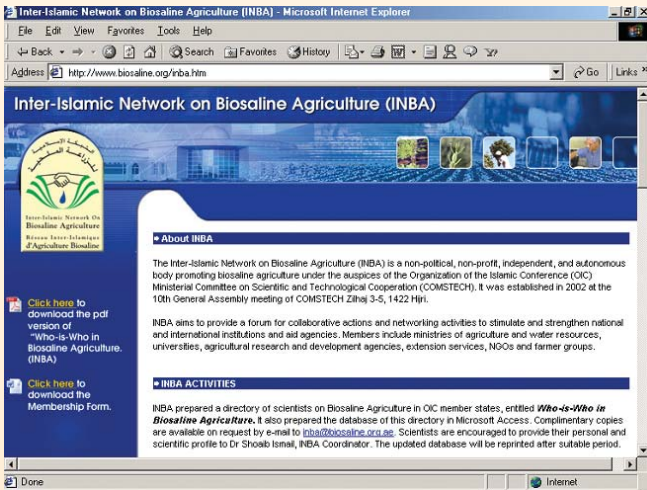 Inter-Islamic Network on Biosaline Agriculture (INBA) - Microsoft Internet Explorer
File Edit View Favorites Tools Help
Back Search Favorites History
Address http://www.biosaline.org/inba.htm Go Links »
Inter-Islamic Network on Biosaline Agriculture (INBA)
Inter-Islamic Network On
Biosaline Agriculture
Réseau Inter-Islamique
d'Agriculture Biosaline
Click here to
download the pdf
version of
"Who-is-Who in
Biosaline Agriculture.
(INBA)
Click here to
download the
Membership Form.
About INBA
The Inter-Islamic Network on Biosaline Agriculture (INBA) is a non-political, non-profit, independent, and autonomous
body promoting biosaline agriculture under the auspices of the Organization of the Islamic Conference (OIC)
Ministerial Committee on Scientific and Technological Cooperation (COMSTECH). It was established in 2002 at the
10th General Assembly meeting of COMSTECH Zilhaj 3-5, 1422 Hijri.
INBA aims to provide a forum for collaborative actions and networking activities to stimulate and strengthen national
and international institutions and aid agencies. Members include ministries of agriculture and water resources,
universities, agricultural research and development agencies, extension services, NGOs and farmer groups.
INBA ACTIVITIES
INBA prepared a directory of scientists on Biosaline Agriculture in OIC member states, entitled Who-is-Who in
Biosaline Agriculture. It also prepared the database of this directory in Microsoft Access. Complimentary copies
are available on request by e-mail to inba@biosaline.org.ae. Scientists are encouraged to provide their personal and
scientific profile to Dr Shoaib Ismail, INBA Coordinator. The updated database will be reprinted after suitable period.
Done Internet